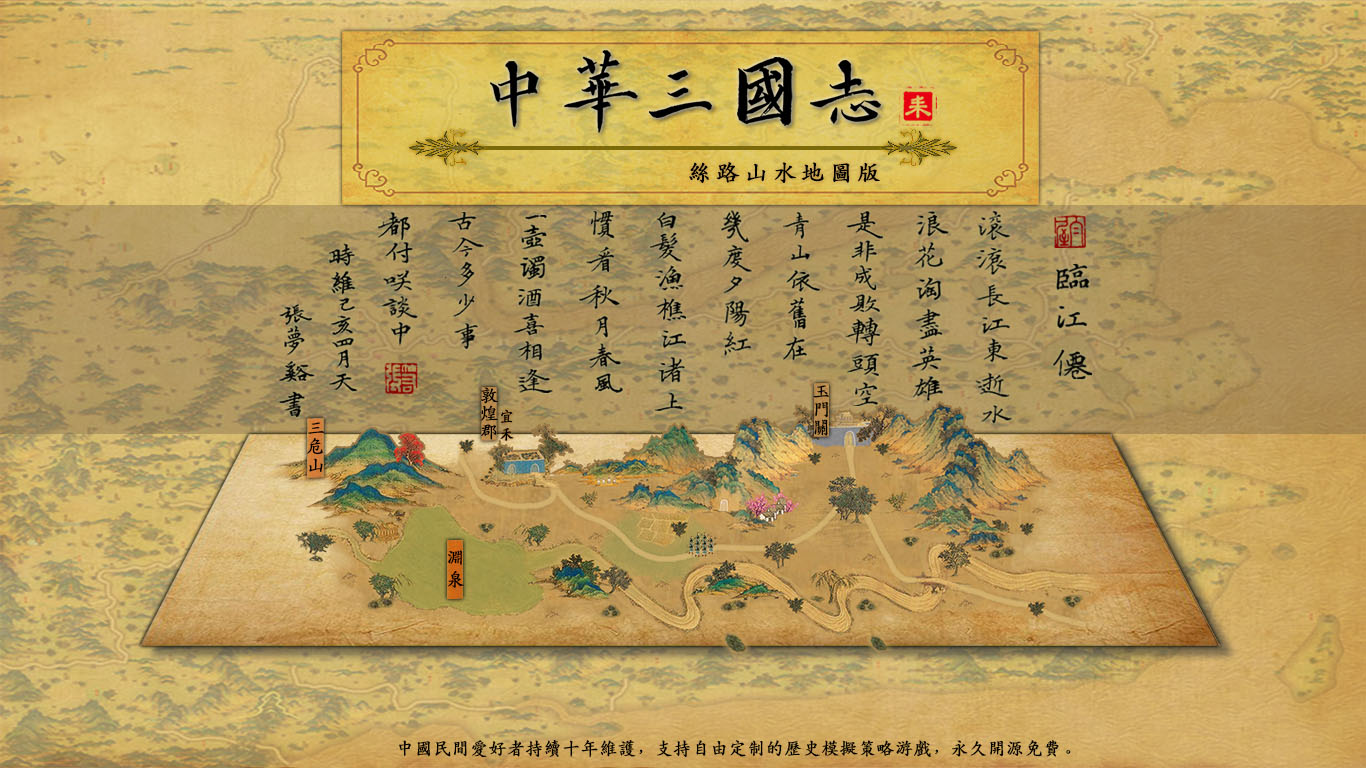 中華三國志
絲路山水地圖版
臨江僊
滚滚長江東逝水
浪花淘盡英雄
是非成敗轉頭空
青山依舊在
幾度夕陽紅
白髮漁樵江渚上
慣看秋月春風
一壺濁酒喜相逢
古今多少事
都付咲談中
時維己亥四月天
張夢谿書
三危山
敦煌郡
宜禾
玉門關
淵泉
中國民間愛好者持續十年維護，支持自由定制的歷史模擬策略游戲，永久開源免費。